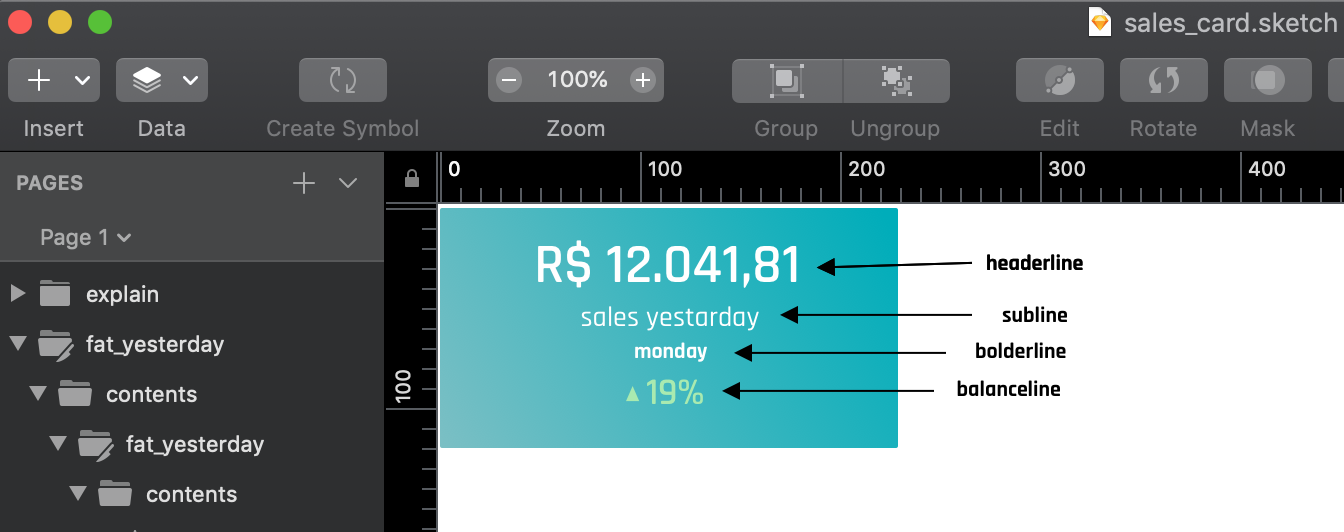 sales_card.sketch
100%
Insert Data Create Symbol Zoom Group Ungroup Edit Rotate Mask
PAGES
0 100 200 300 400
Page 1
explain
fat_yesterday
contents
fat_yesterday
contents
100
R$ 12.041,81 headerline
sales yestarday subline
monday bolderline
▲19% balanceline